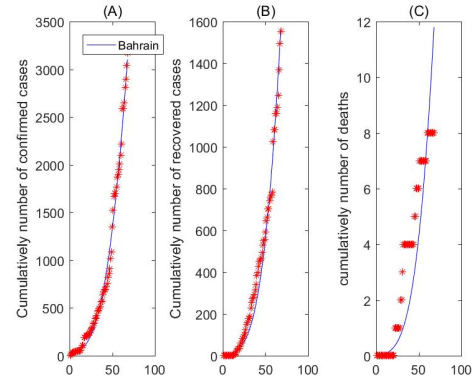 (A)
Bahrain
Cumulatively number of confirmed cases
3500
3000
2500
2000
1500
1000
500
0
0 50 100
(B)
Cumulatively number of recovered cases
1600
1400
1200
1000
800
600
400
200
0
0 50 100
(C)
cumulatively number of deaths
12
10
8
6
4
2
0
0 50 100